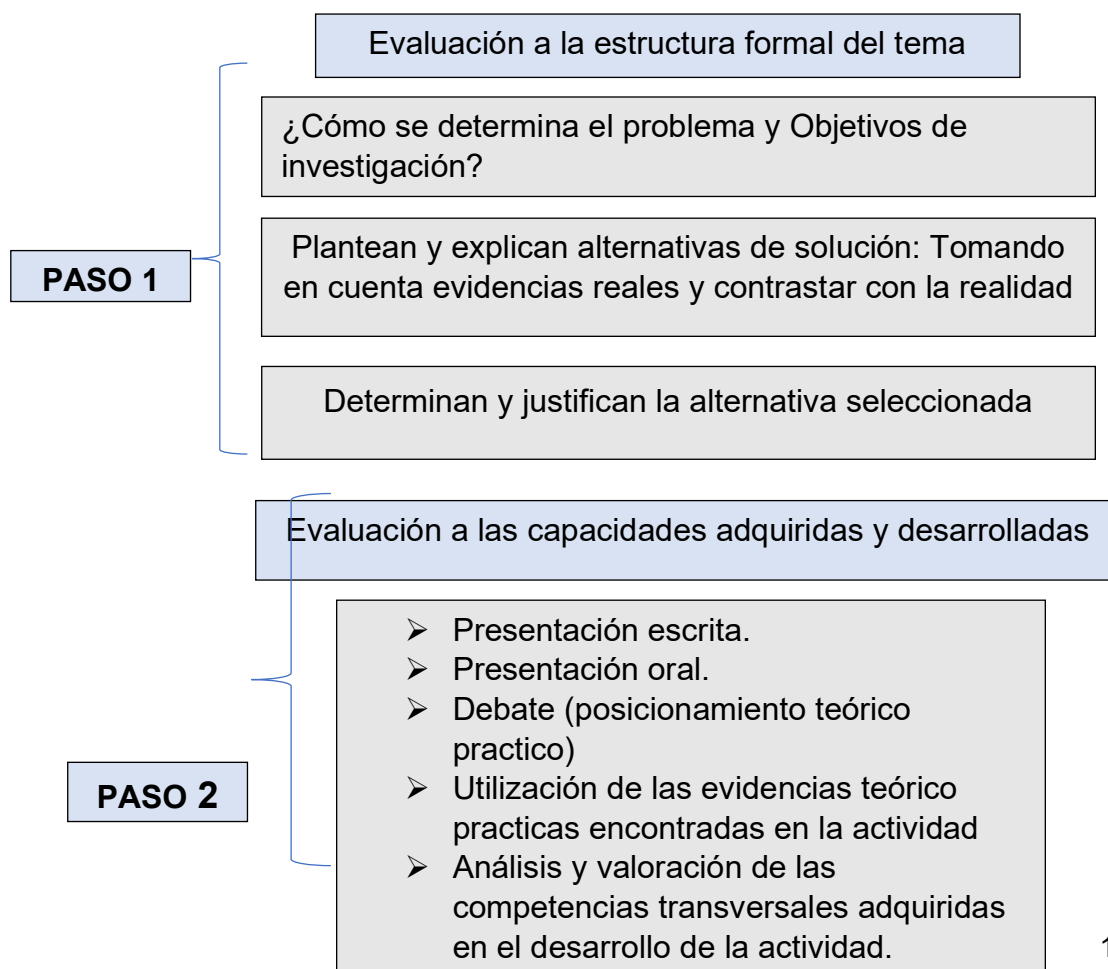 Evaluación a la estructura formal del tema
¿Cómo se determina el problema y Objetivos de
investigación?
PASO 1
Plantean y explican alternativas de solución: Tomando
en cuenta evidencias reales y contrastar con la realidad
Determinan y justifican la alternativa seleccionada
Evaluación a las capacidades adquiridas y desarrolladas
➢ Presentación escrita.
➢ Presentación oral.
➢ Debate (posicionamiento teórico
practico)
PASO 2
➢ Utilización de las evidencias teórico
practicas encontradas en la actividad
➢ Análisis y valoración de las
competencias transversales adquiridas
en el desarrollo de la actividad.
1